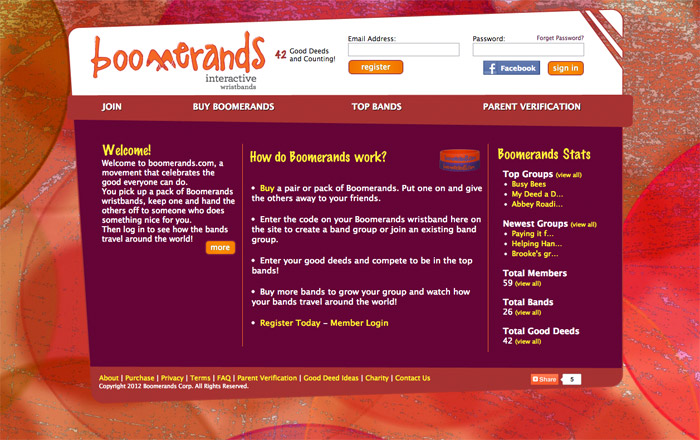 boomerands
interactive
wristbands
42 Good Deeds
and Counting!
Email Address:
Password:
Forget Password?
register
Facebook
sign in
JOIN
BUY BOOMERANDS
TOP BANDS
PARENT VERIFICATION
Welcome!
Welcome to boomerands.com, a
movement that celebrates the
good everyone can do.
You pick up a pack of Boomerands
wristbands, keep one and hand the
others off to someone who does
something nice for you.
Then log in to see how the bands
travel around the world!
more
How do Boomerands work?
• Buy a pair or pack of Boomerands. Put one on and give
the others away to your friends.
• Enter the code on your Boomerands wristband here on
the site to create a band group or join an existing band
group.
• Enter your good deeds and compete to be in the top
bands!
• Buy more bands to grow your group and watch how
your bands travel around the world!
• Register Today - Member Login
Boomerands Stats
Top Groups (view all)
• Busy Bees
• My Deed a D...
• Abbey Roadi...
Newest Groups (view all)
• Paying it f...
• Helping Han...
• Brooke's gr...
Total Members
59 (view all)
Total Bands
26 (view all)
Total Good Deeds
42 (view all)
About | Purchase | Privacy | Terms | FAQ | Parent Verification | Good Deed Ideas | Charity | Contact Us
Copyright 2012 Boomerands Corp. All Rights Reserved.
Share 5